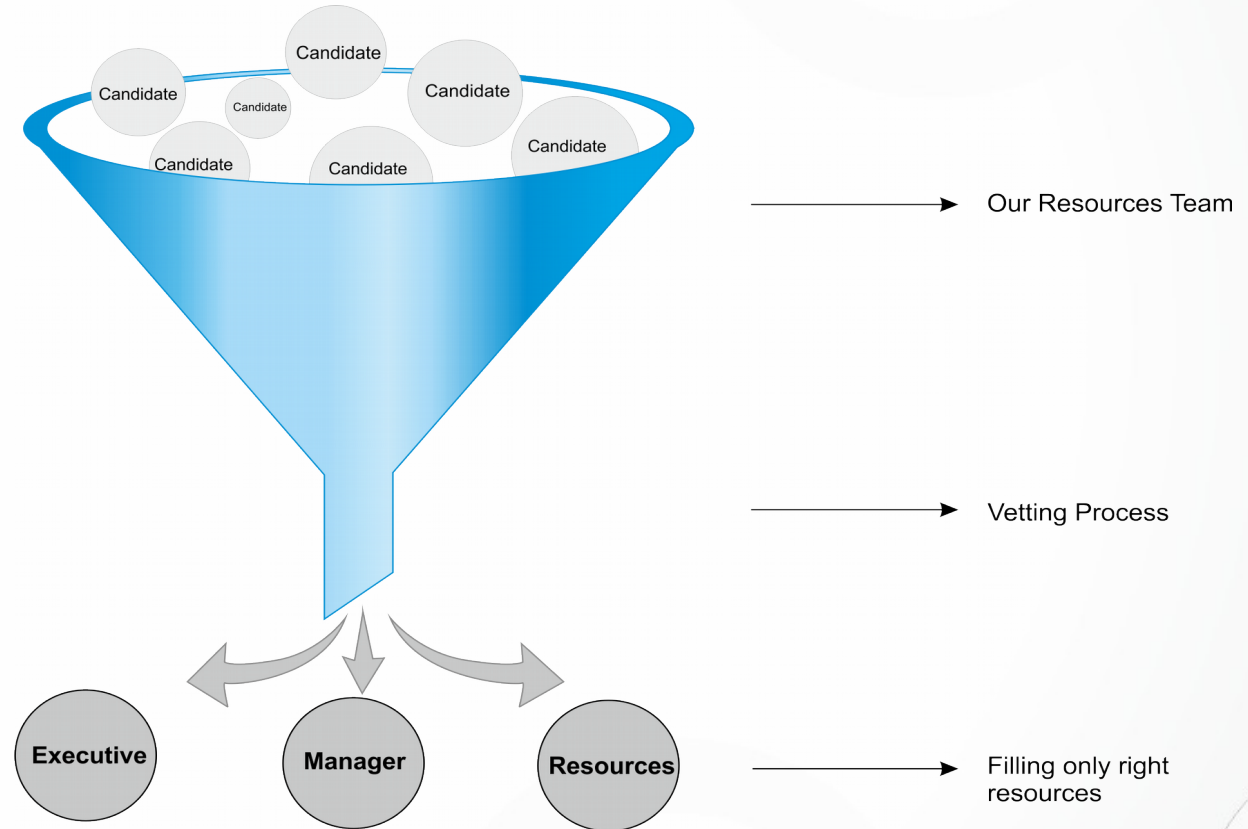 Candidate
Candidate
Candidate
Candidate
Candidate
Candidate
Candidate
Our Resources Team
Vetting Process
Executive
Manager
Resources
Filling only right
resources